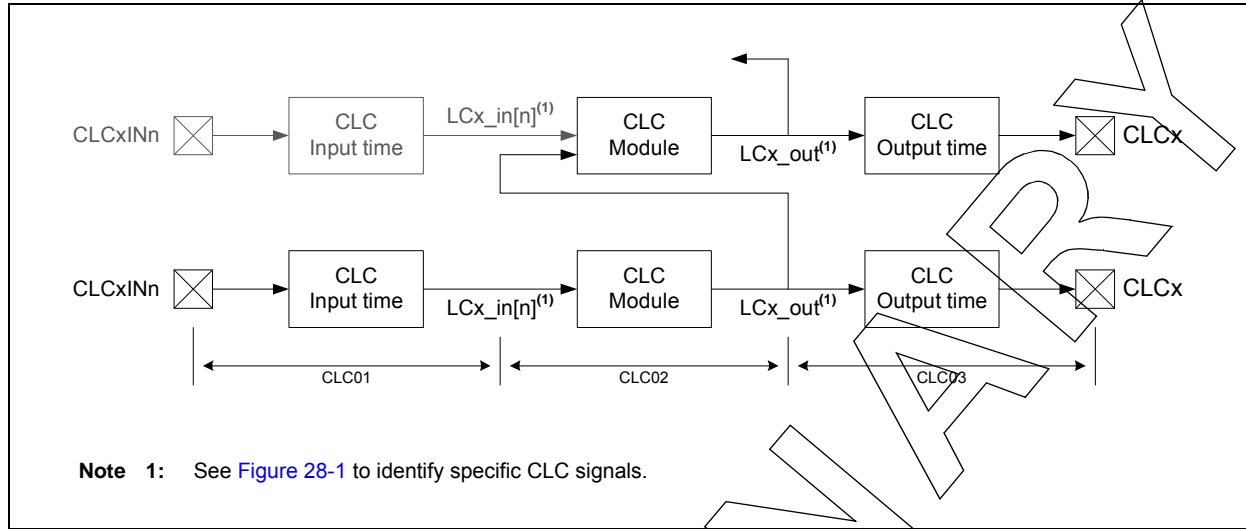 CLCxINn
CLC
Input time
LCx_in[n](1)
CLC
Module
LCx_out(1)
CLC
Output time
CLCx
CLCxINn
CLC
Input time
LCx_in[n](1)
CLC
Module
LCx_out(1)
CLC
Output time
CLCx
CLC01
CLC02
CLC03
Note 1: See Figure 28-1 to identify specific CLC signals.
NARY